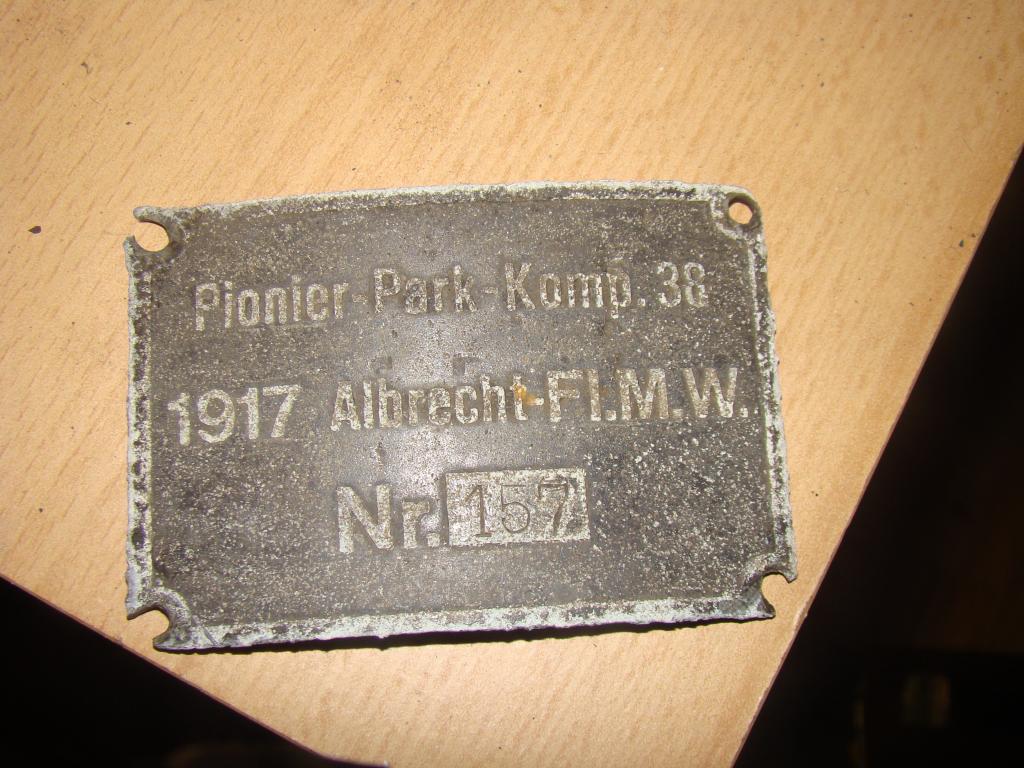 Pionier-Park-Komp. 38
1917 Albrecht-Fl.M.W.
Nr. 157